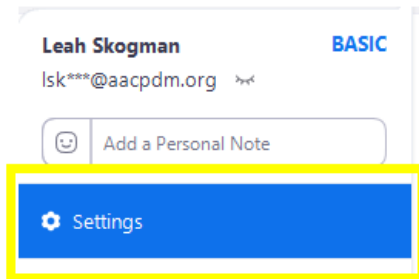 Leah Skogman BASIC
lsk***@aacpdm.org
Add a Personal Note
Settings